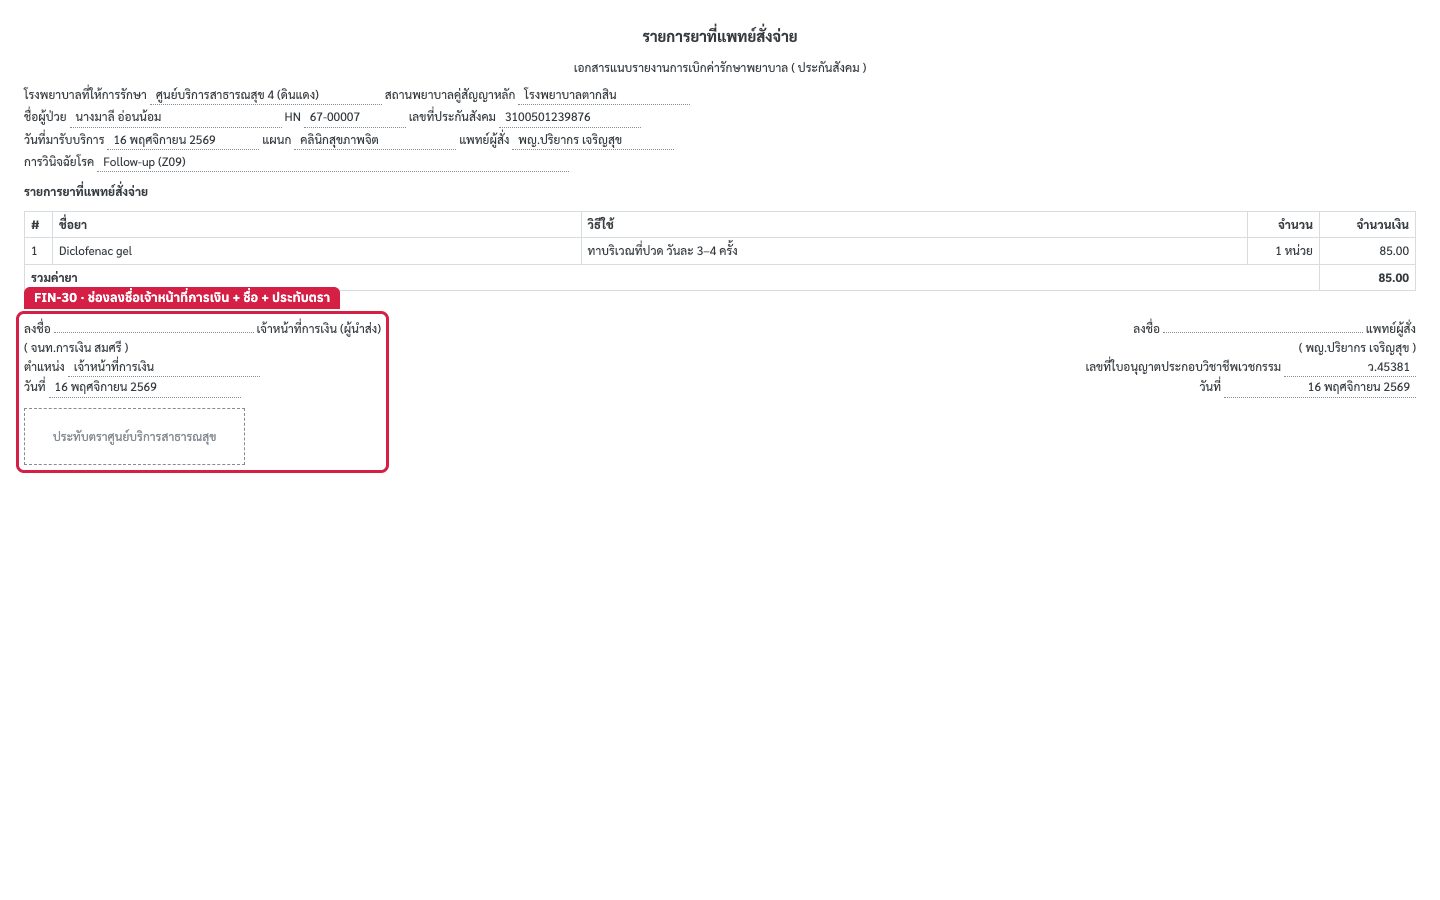 รายการยาที่แพทย์สั่งจ่าย
เอกสารแนบรายงานการเบิกค่ารักษาพยาบาล ( ประกันสังคม )
โรงพยาบาลที่ให้การรักษา ศูนย์บริการสาธารณสุข 4 (ดินแดง) สถานพยาบาลคู่สัญญาหลัก โรงพยาบาลตากสิน
ชื่อผู้ป่วย นางมาลี อ่อนน้อม HN 67-00007 เลขที่ประกันสังคม 3100501239876
วันที่มารับบริการ 16 พฤศจิกายน 2569 แผนก คลินิกสุขภาพจิต แพทย์ผู้สั่ง พญ.ปริยากร เจริญสุข
การวินิจฉัยโรค Follow-up (Z09)
รายการยาที่แพทย์สั่งจ่าย
# ชื่อยา วิธีใช้ จำนวน จำนวนเงิน
1 Diclofenac gel ทาบริเวณที่ปวด วันละ 3–4 ครั้ง 1 หน่วย 85.00
รวมค่ายา 85.00
FIN-30 - ช่องลงชื่อเจ้าหน้าที่การเงิน + ชื่อ + ประทับตรา
ลงชื่อ เจ้าหน้าที่การเงิน (ผู้นำส่ง)
( จนท.การเงิน สมศรี )
ตำแหน่ง เจ้าหน้าที่การเงิน
วันที่ 16 พฤศจิกายน 2569
ประทับตราศูนย์บริการสาธารณสุข
ลงชื่อ แพทย์ผู้สั่ง
( พญ.ปริยากร เจริญสุข )
เลขที่ใบอนุญาตประกอบวิชาชีพเวชกรรม ว.45381
วันที่ 16 พฤศจิกายน 2569